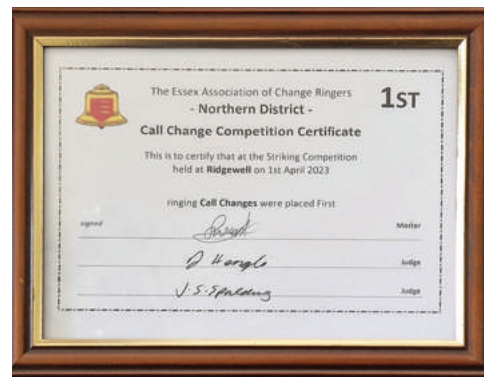 The Essex Association of Change Ringers
1ST
- Northern District -
Call Change Competition Certificate
This is to certify that at the Striking Competition
held at Ridgewell on 1st April 2023
ringing Call Changes were placed First
signed
Master
Judge
J.S.Spalding
Judge